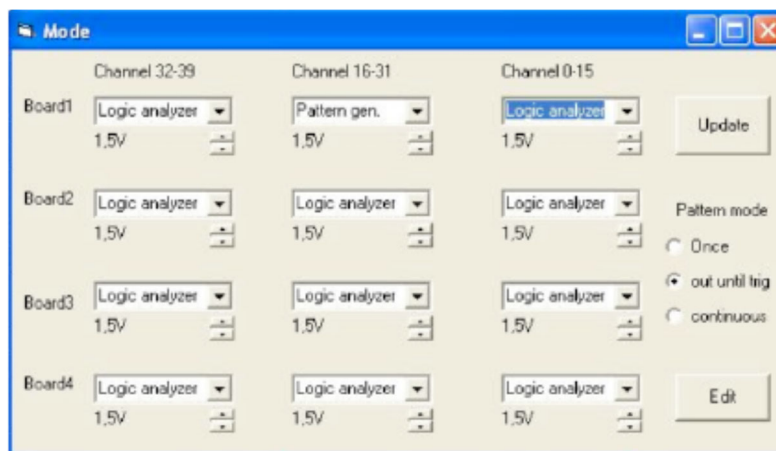 Mode
Channel 32-39 Channel 16-31 Channel 0-15
Board1 Logic analyzer Pattern gen. Logic analyzer Update
1,5V 1,5V 1,5V
Board2 Logic analyzer Logic analyzer Logic analyzer Pattern mode
1,5V 1,5V 1,5V Once
out until trig
Board3 Logic analyzer Logic analyzer Logic analyzer continuous
1,5V 1,5V 1,5V
Board4 Logic analyzer Logic analyzer Logic analyzer Edit
1,5V 1,5V 1,5V